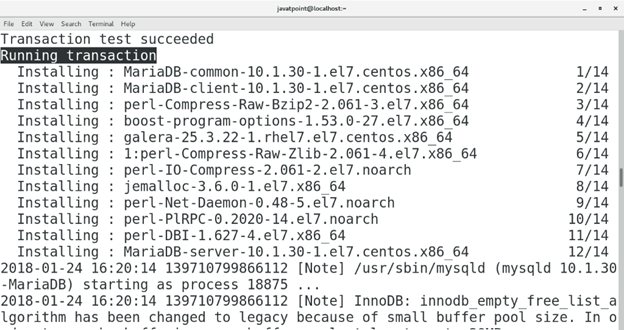 javatpoint@localhost:~
File Edit View Search Terminal Help
Transaction test succeeded
Running transaction
Installing : MariaDB-common-10.1.30-1.el7.centos.x86_64 1/14
Installing : MariaDB-client-10.1.30-1.el7.centos.x86_64 2/14
Installing : perl-Compress-Raw-Bzip2-2.061-3.el7.x86_64 3/14
Installing : boost-program-options-1.53.0-27.el7.x86_64 4/14
Installing : galera-25.3.22-1.rhel7.el7.centos.x86_64 5/14
Installing : 1:perl-Compress-Raw-Zlib-2.061-4.el7.x86_64 6/14
Installing : perl-IO-Compress-2.061-2.el7.noarch 7/14
Installing : jemalloc-3.6.0-1.el7.x86_64 8/14
Installing : perl-Net-Daemon-0.48-5.el7.noarch 9/14
Installing : perl-PlRPC-0.2020-14.el7.noarch 10/14
Installing : perl-DBI-1.627-4.el7.x86_64 11/14
Installing : MariaDB-server-10.1.30-1.el7.centos.x86_64 12/14
2018-01-24 16:20:14 139710799866112 [Note] /usr/sbin/mysqld (mysqld 10.1.30
-MariaDB) starting as process 18875 ...
2018-01-24 16:20:14 139710799866112 [Note] InnoDB: innodb_empty_free_list_a
lgorithm has been changed to legacy because of small buffer pool size. In o